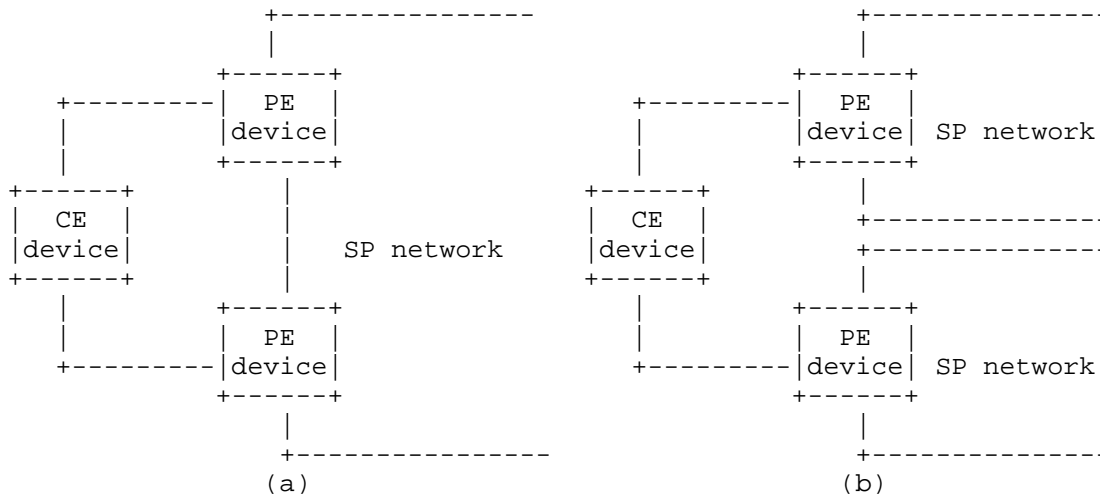 PE PE
device device SP network
CE CE
device SP network device
PE PE
device device SP network
(a) (b)